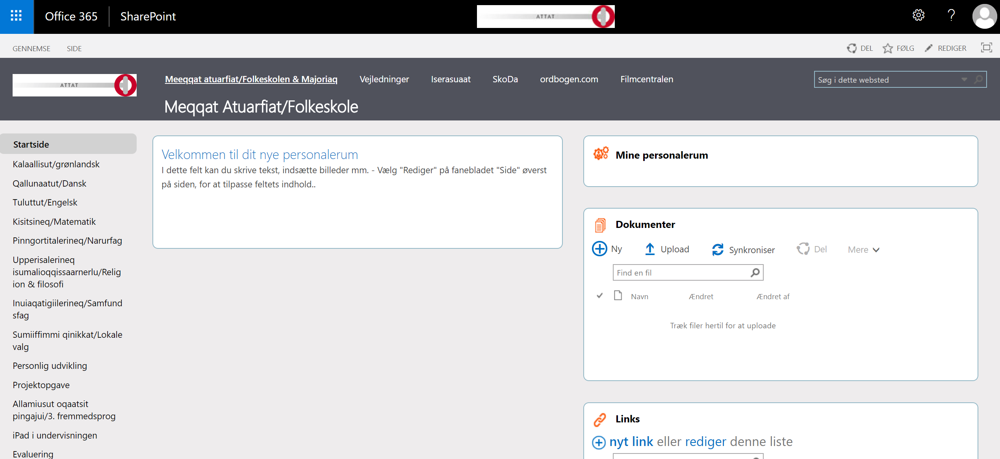 Office 365
SharePoint
ATTAT
GENNEMSE
SIDE
DEL
FØLG
REDIGER
ATTAT
Meeqqat atuarfiat/Folkeskolen & Majoriaq
Vejledninger
Iserasuaat
SkoDa
ordbogen.com
Filmcentralen
Søg i dette websted
Meqqat Atuarfiat/Folkeskole
Startside
Kalaallisut/grønlandsk
Qallunaatut/Dansk
Tuluttut/Engelsk
Kisitsineq/Matematik
Pinngortitalerineq/Narurfag
Upperisalerineq
isumalioqqissaarnerlu/Relig
ion & filosofi
Inuiaqatigiilerineq/Samfund
sfag
Sumiiffimmi qinikkat/Lokale
valg
Personlig udvikling
Projektopgave
Allamiusut oqaatsit
pingajui/3. fremmedsprog
iPad i undervisningen
Evaluering
Velkommen til dit nye personalerum
I dette felt kan du skrive tekst, indsætte billeder mm. - Vælg "Rediger" på fanebladet "Side" øverst
på siden, for at tilpasse feltets indhold..
Mine personalerum
Dokumenter
Ny
Upload
Synkroniser
Del
Mere
Find en fil
Navn
Ændret
Ændret af
Træk filer hertil for at uploade
Links
nyt link eller rediger denne liste